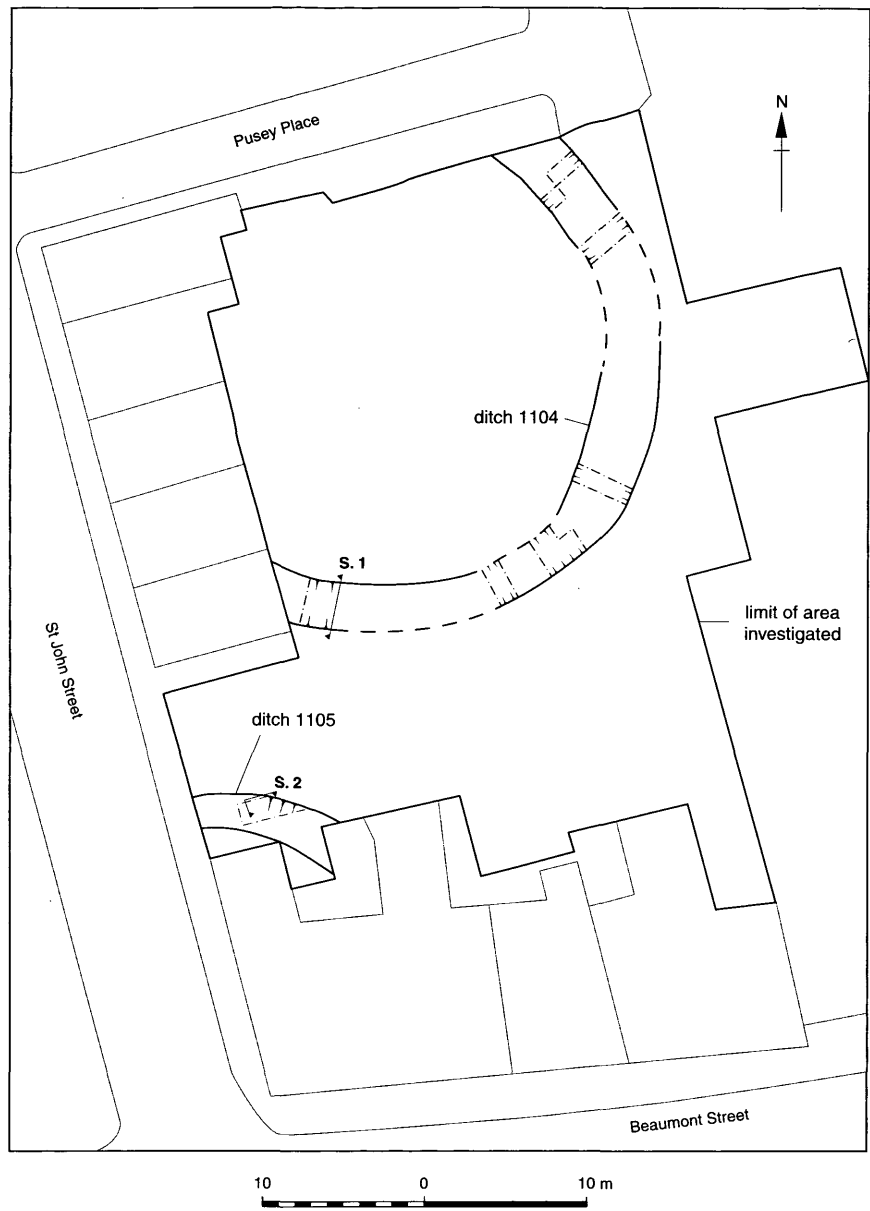 Pusey Place
N
ditch 1104
S. 1
limit of area
investigated
St John Street
ditch 1105
S. 2
Beaumont Street
10 0 10 m